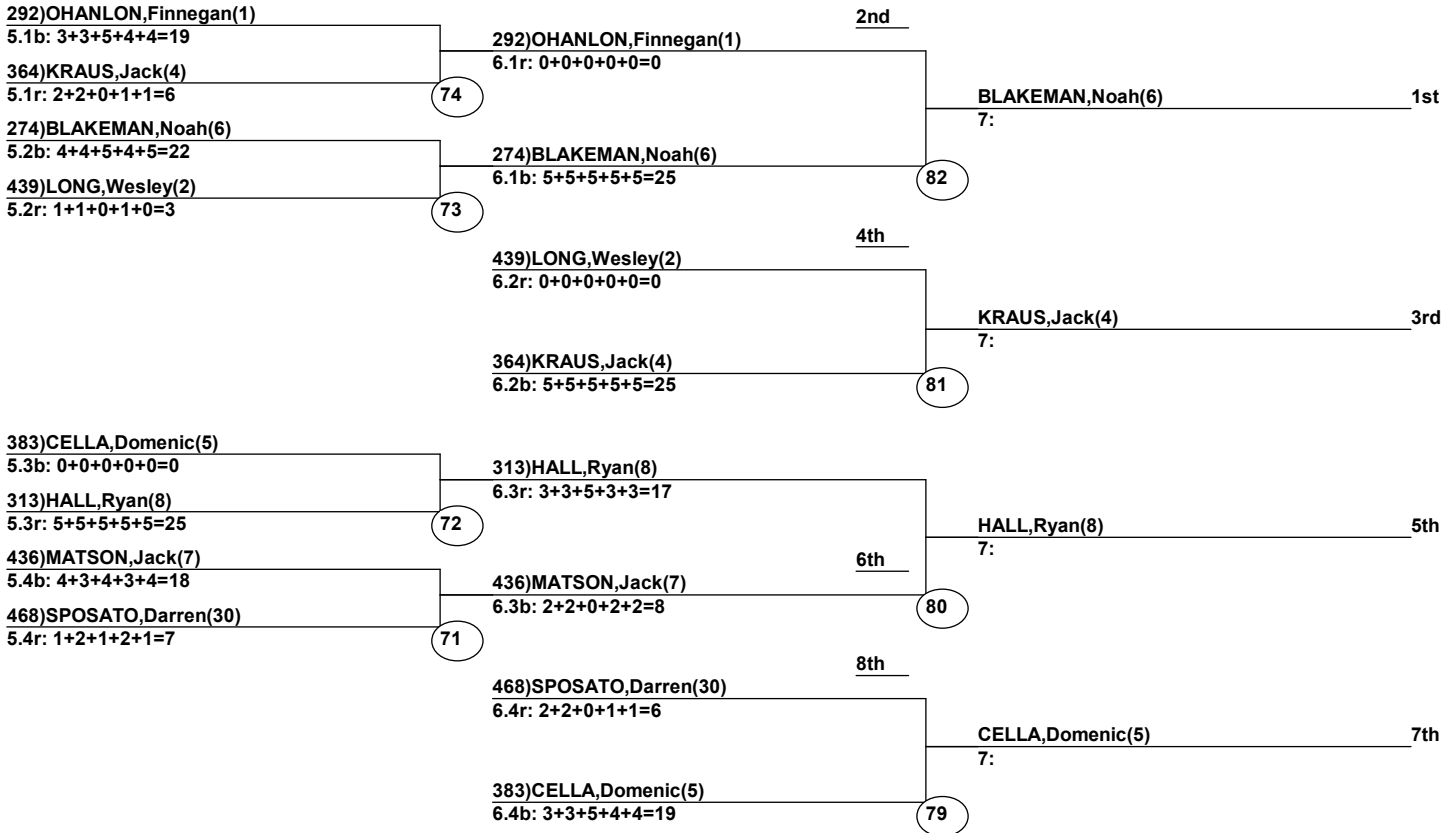 292)OHANLON,Finnegan(1)
5.1b: 3+3+5+4+4=19
364)KRAUS,Jack(4)
5.1r: 2+2+0+1+1=6
74
274)BLAKEMAN,Noah(6)
5.2b: 4+4+5+4+5=22
439)LONG,Wesley(2)
5.2r: 1+1+0+1+0=3
73
2nd
292)OHANLON,Finnegan(1)
6.1r: 0+0+0+0+0=0
274)BLAKEMAN,Noah(6)
6.1b: 5+5+5+5+5=25
82
BLAKEMAN,Noah(6)
1st
7:
4th
439)LONG,Wesley(2)
6.2r: 0+0+0+0+0=0
364)KRAUS,Jack(4)
6.2b: 5+5+5+5+5=25
81
KRAUS,Jack(4)
3rd
7:
383)CELLA,Domenic(5)
5.3b: 0+0+0+0+0=0
313)HALL,Ryan(8)
5.3r: 5+5+5+5+5=25
72
436)MATSON,Jack(7)
5.4b: 4+3+4+3+4=18
468)SPOSATO,Darren(30)
5.4r: 1+2+1+2+1=7
71
313)HALL,Ryan(8)
6.3r: 3+3+5+3+3=17
6th
436)MATSON,Jack(7)
6.3b: 2+2+0+2+2=8
80
HALL,Ryan(8)
5th
7:
8th
468)SPOSATO,Darren(30)
6.4r: 2+2+0+1+1=6
383)CELLA,Domenic(5)
6.4b: 3+3+5+4+4=19
79
CELLA,Domenic(5)
7th
7: